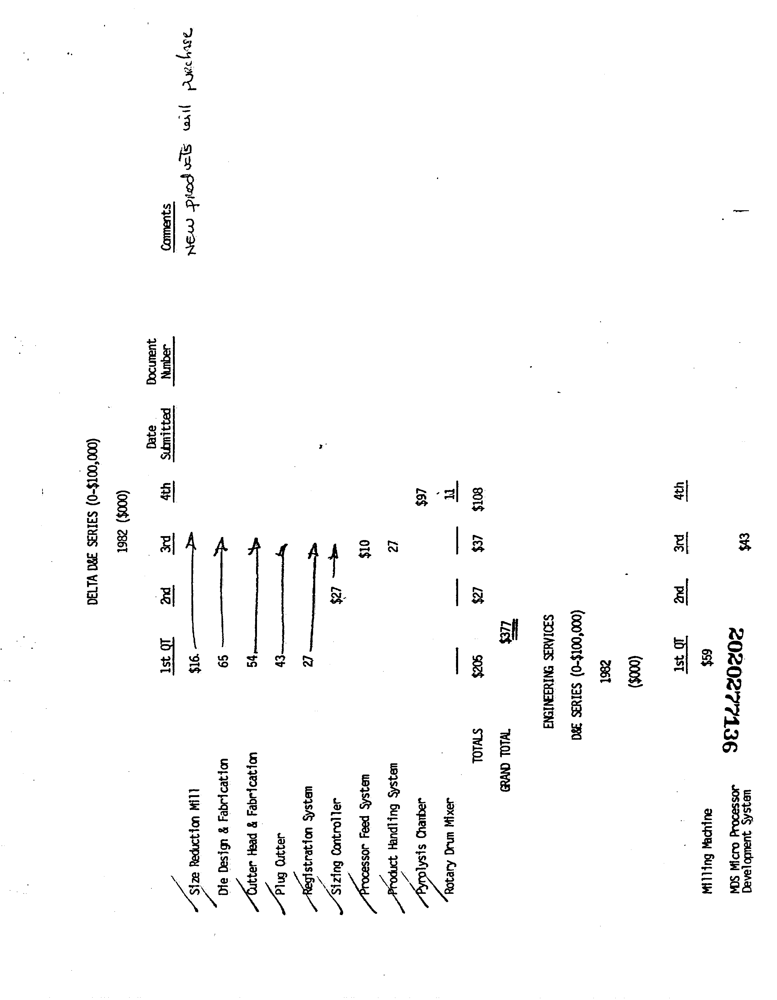 DELTA D&E SERIES (0-$100,000)
1982 ($000)
1st QT 2nd 3rd 4th Date Submitted Document Number Comments
Size Reduction Mill $16. New products will purchase
Die Design & Fabrication 65
Cutter Head & Fabrication 54
Plug Cutter 43
Registration System 27
Sizing Controller $27
Processor Feed System $10
Product Handling System 27
Pyrolysis Chamber $97
Rotary Drum Mixer 11
TOTALS $205 $27 $37 $108
GRAND TOTAL $377
ENGINEERING SERVICES
D&E SERIES (0-$100,000)
1982
($000)
1st QT 2nd 3rd 4th
Milling Machine $59
MDS Micro Processor
Development System $43
2020277136